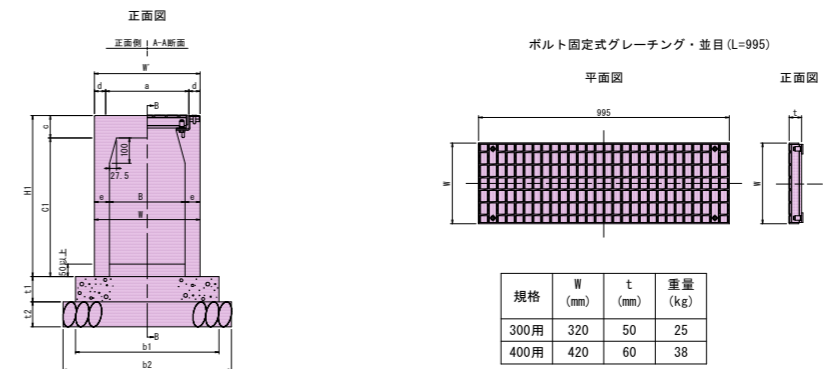 正面図
正面側 A-A断面
W'
d a d
B
c
100
27.5
H1
C1
e B e
W
50以上
t1
t2
B
b1
b2
ボルト固定式グレーチング・並目(L=995)
平面図 正面図
995 t
W W
規格 W (mm) t (mm) 重量 (kg)
300用 320 50 25
400用 420 60 38